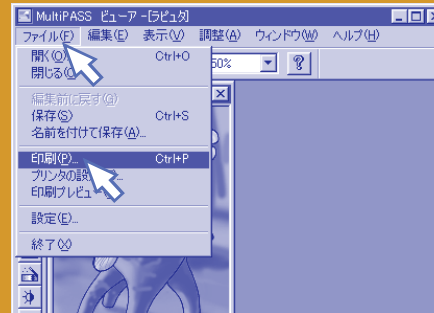 MultiPASS ビューア -[ラピュタ]
ファイル(F) 編集(E) 表示(V) 調整(A) ウィンドウ(W) ヘルプ(H)
開く(O) Ctrl+O
閉じる(C)
50%
編集前に戻す(G)
保存(S) Ctrl+S
名前を付けて保存(A)...
印刷(P)... Ctrl+P
プリンタの設
印刷プレビュー
設定(E)...
終了(X)